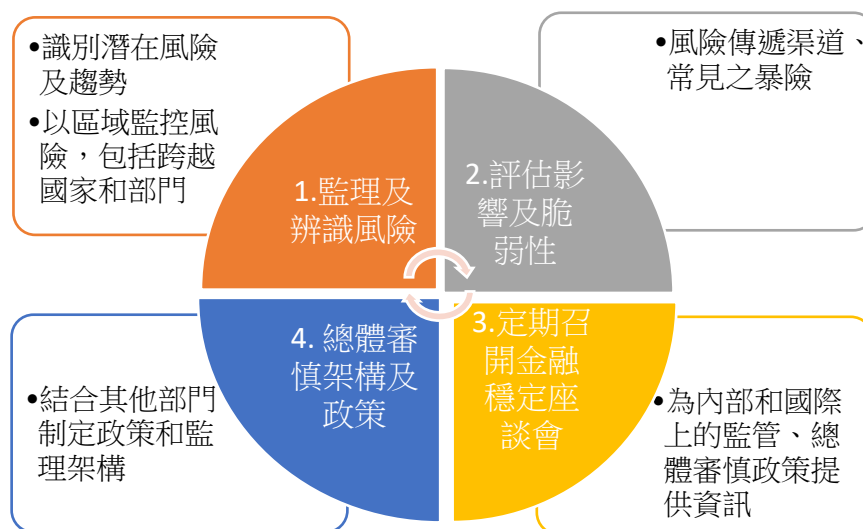 •識別潛在風險
及趨勢
•以區域監控風
險，包括跨越
國家和部門
1.監理及
辨識風險
•風險傳遞渠道、
常見之暴險
2.評估影
響及脆
弱性
•結合其他部門
制定政策和監
理架構
4. 總體審
慎架構及
政策
3.定期召
開金融
穩定座
談會
•為內部和國際
上的監管、總
體審慎政策提
供資訊